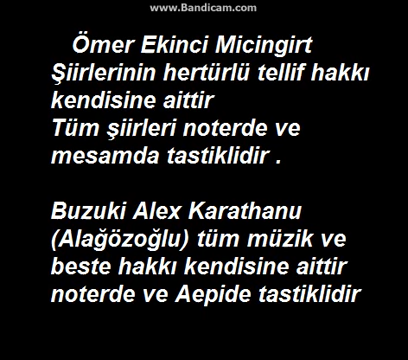 www.Bandicam.com
Ömer Ekinci Micingirt
Şiirlerinin hertürlü tellif hakkı
kendisine aittir
Tüm şiirleri noterde ve
mesamda tastiklidir .
Buzuki Alex Karathanu
(Alağözoğlu) tüm müzik ve
beste hakkı kendisine aittir
noterde ve Aepide tastiklidir